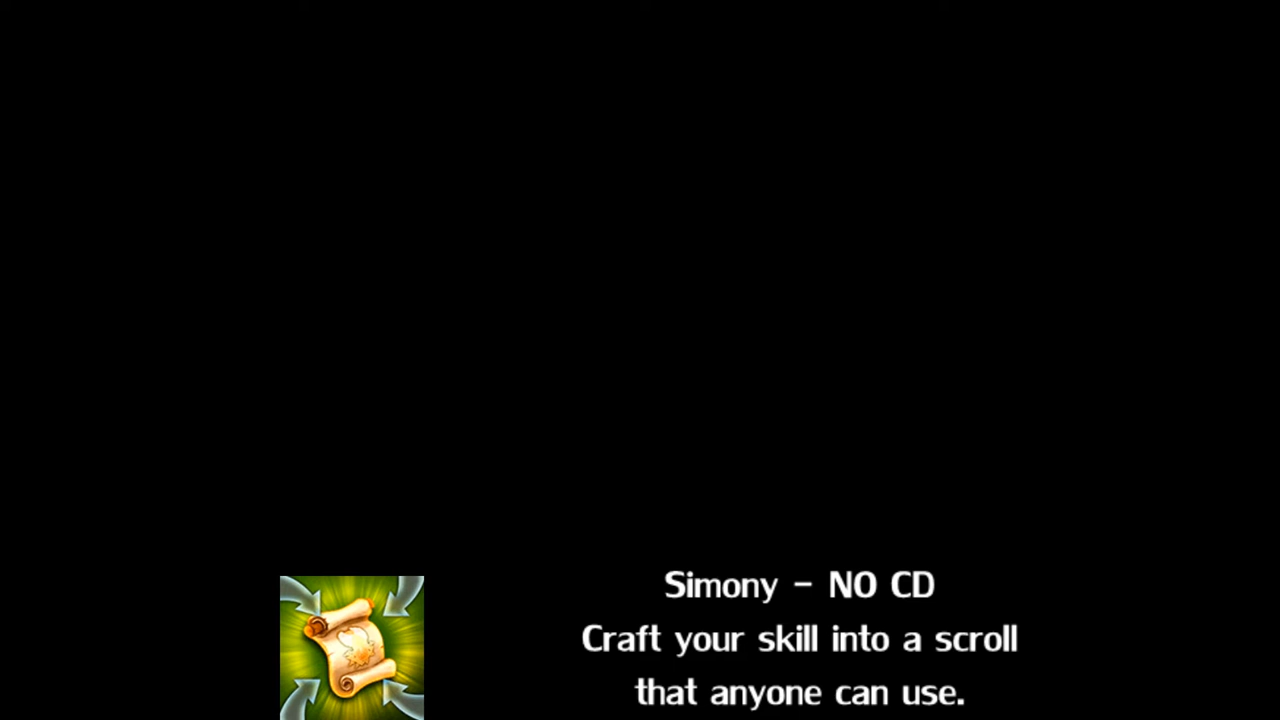 Simony - NO CD
Craft your skill into a scroll
that anyone can use.